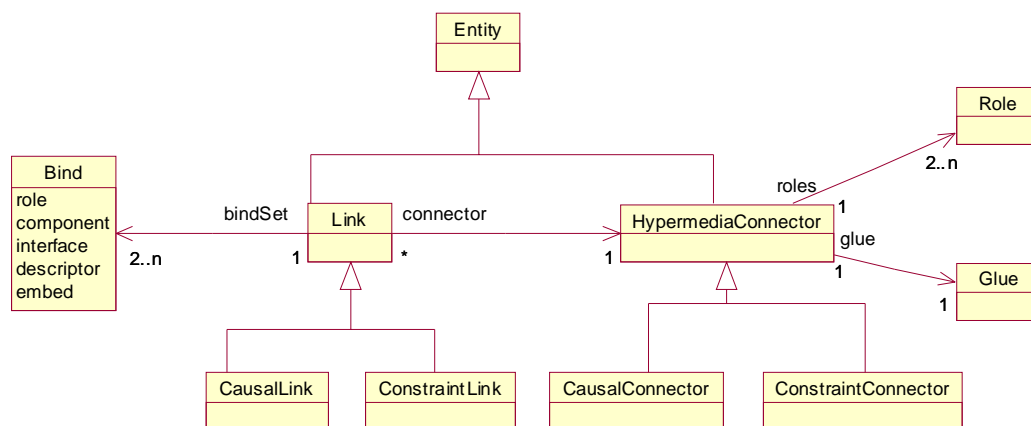 Entity
Role
Bind
role
component
interface
descriptor
embed
bindSet
2..n
1
Link
connector
*
1
HypermediaConnector
roles
1
2..n
glue
1
1
Glue
CausalLink
ConstraintLink
CausalConnector
ConstraintConnector